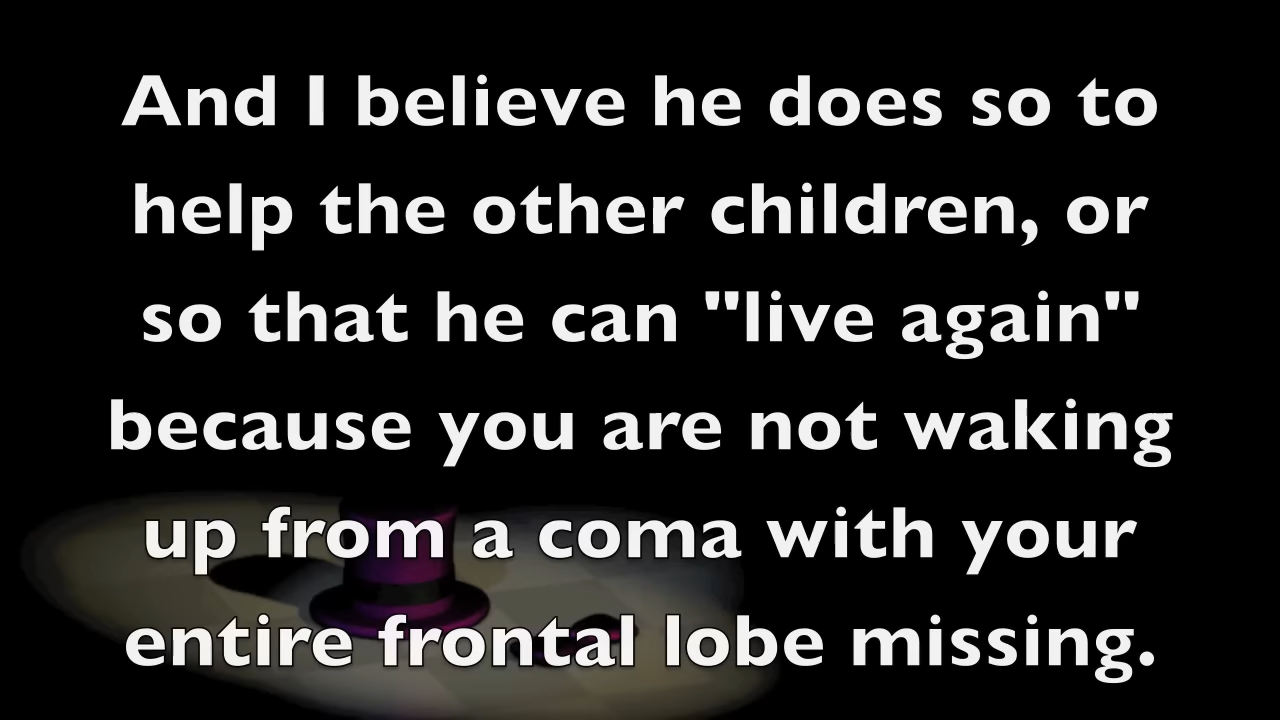 And I believe he does so to
help the other children, or
so that he can "live again"
because you are not waking
up from a coma with your
entire frontal lobe missing.